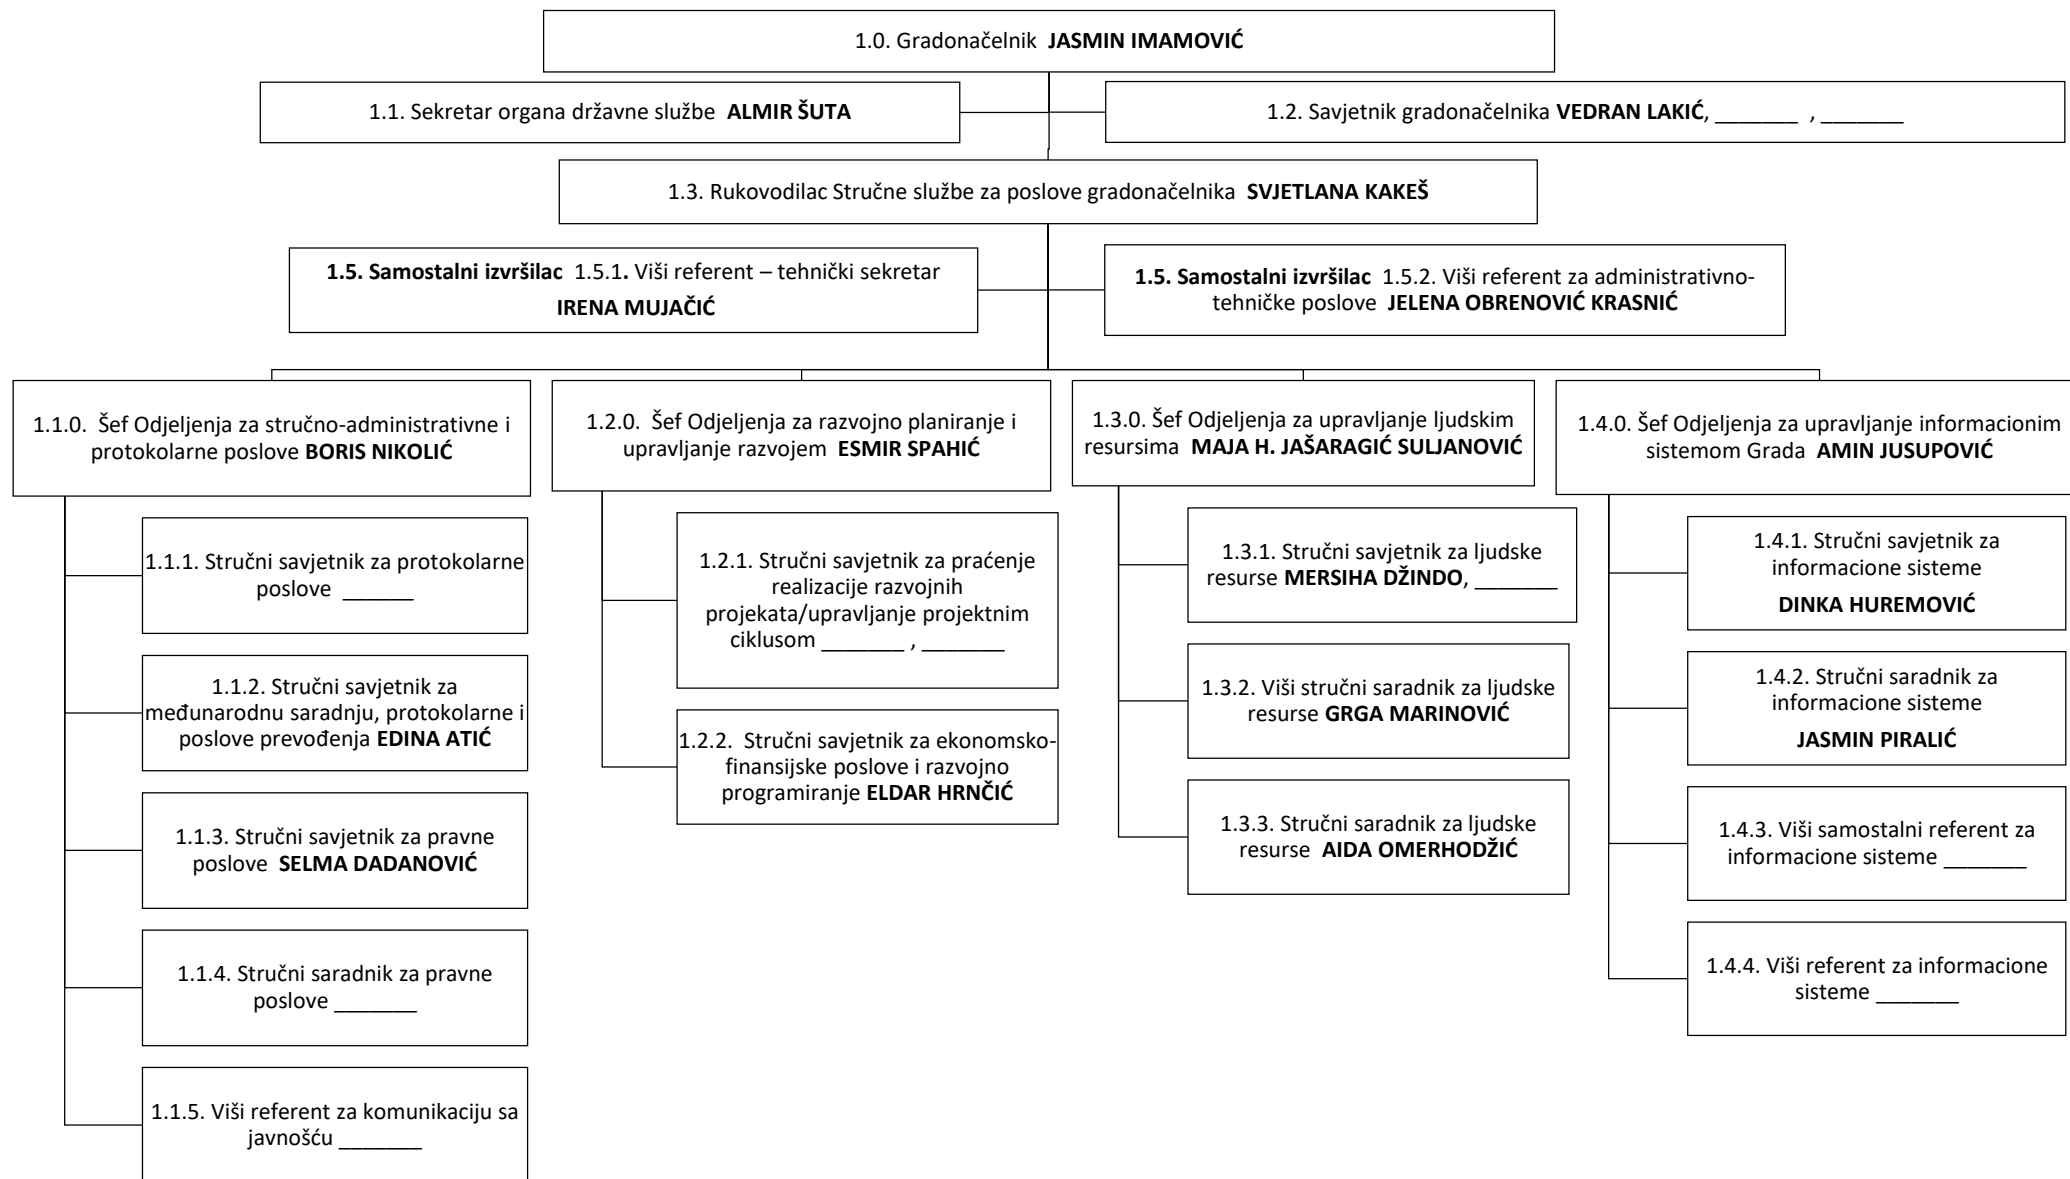 1.0. Gradonačelnik JASMIN IMAMOVIĆ
1.1. Sekretar organa državne službe ALMIR ŠUTA
1.2. Savjetnik gradonačelnika VEDRAN LAKIĆ, _______ , _______
1.3. Rukovodilac Stručne službe za poslove gradonačelnika SVJETLANA KAKEŠ
1.5. Samostalni izvršilac 1.5.1. Viši referent – tehnički sekretar
IRENA MUJAČIĆ
1.5. Samostalni izvršilac 1.5.2. Viši referent za administrativno-
tehničke poslove JELENA OBRENOVIĆ KRASNIĆ
1.1.0. Šef Odjeljenja za stručno-administrativne i
protokolarne poslove BORIS NIKOLIĆ
1.1.1. Stručni savjetnik za protokolarne
poslove ______
1.1.2. Stručni savjetnik za
međunarodnu saradnju, protokolarne i
poslove prevođenja EDINA ATIĆ
1.1.3. Stručni savjetnik za pravne
poslove SELMA DADANOVIĆ
1.1.4. Stručni saradnik za pravne
poslove _______
1.1.5. Viši referent za komunikaciju sa
javnošću _______
1.2.0. Šef Odjeljenja za razvojno planiranje i
upravljanje razvojem ESMIR SPAHIĆ
1.2.1. Stručni savjetnik za praćenje
realizacije razvojnih
projekata/upravljanje projektnim
ciklusom _______ , _______
1.2.2. Stručni savjetnik za ekonomsko-
finansijske poslove i razvojno
programiranje ELDAR HRNČIĆ
1.3.0. Šef Odjeljenja za upravljanje ljudskim
resursima MAJA H. JAŠARAGIĆ SULJANOVIĆ
1.3.1. Stručni savjetnik za ljudske
resurse MERSIHA DŽINDO, _______
1.3.2. Viši stručni saradnik za ljudske
resurse GRGA MARINOVIĆ
1.3.3. Stručni saradnik za ljudske
resurse AIDA OMERHODŽIĆ
1.4.0. Šef Odjeljenja za upravljanje informacionim
sistemom Grada AMIN JUSUPOVIĆ
1.4.1. Stručni savjetnik za
informacione sisteme
DINKA HUREMOVIĆ
1.4.2. Stručni saradnik za
informacione sisteme
JASMIN PIRALIĆ
1.4.3. Viši samostalni referent za
informacione sisteme _______
1.4.4. Viši referent za informacione
sisteme _______